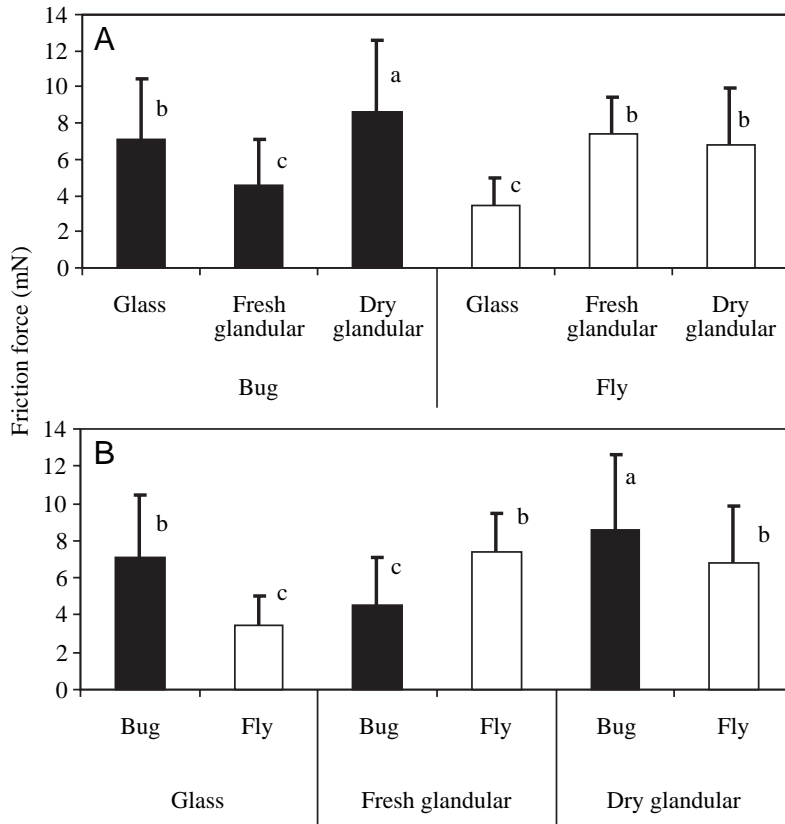 A
14
12
10
8
6
4
2
0
b
c
a
c
b
b
Glass
Fresh glandular
Dry glandular
Glass
Fresh glandular
Dry glandular
Bug
Fly
Friction force (mN)
B
14
12
10
8
6
4
2
0
b
c
c
b
a
b
Bug
Fly
Bug
Fly
Bug
Fly
Glass
Fresh glandular
Dry glandular